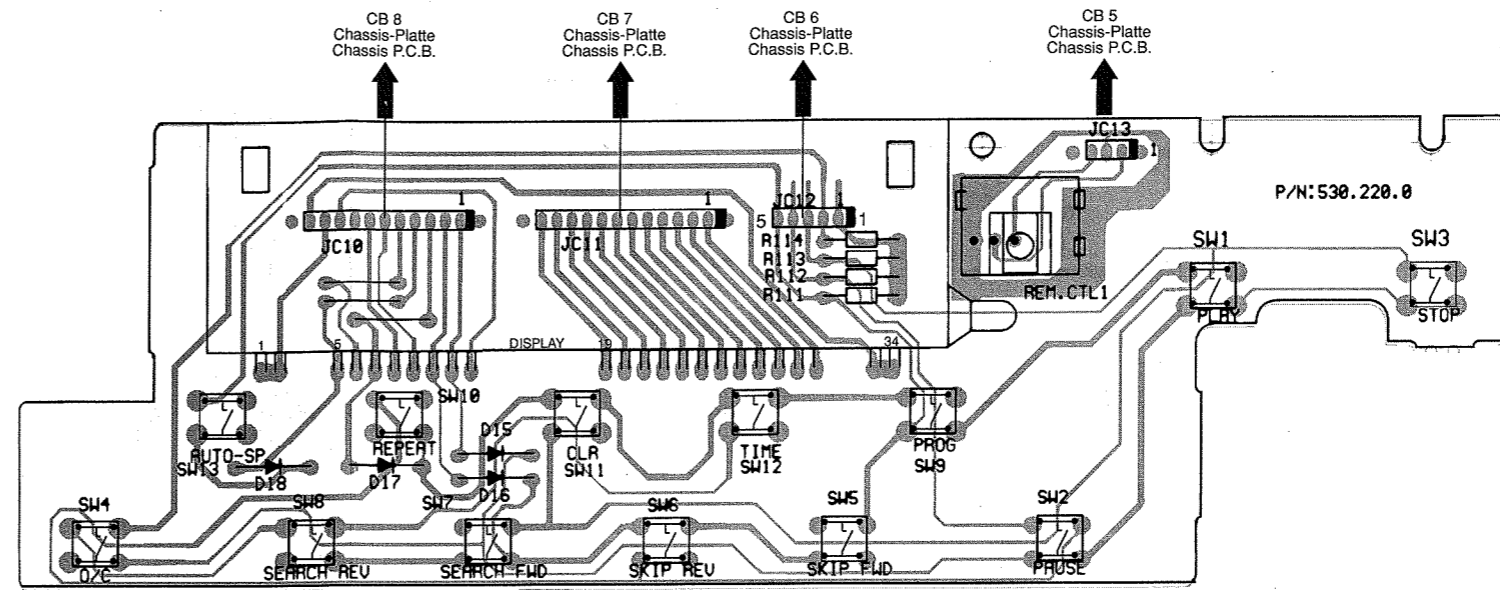 CB 8
Chassis-Platte
Chassis P.C.B.
CB 7
Chassis-Platte
Chassis P.C.B.
CB 6
Chassis-Platte
Chassis P.C.B.
CB 5
Chassis-Platte
Chassis P.C.B.
JC13
1
P/N:530.220.0
1
JC10
1
JC11
JC12
1
5
1
R114
R113
R112
R111
REM.CTL1
SW1
PLAY
SW3
STOP
1
5
DISPLAY
19
34
SW10
REPEAT
D15
D16
D17
D18
AUTO-SP
SW13
CLR
SW11
TIME
SW12
PROG
SW9
SW4
O/C
SW8
SEARCH REV
SW7
SEARCH FWD
SW6
SKIP REV
SW5
SKIP FWD
SW2
PAUSE